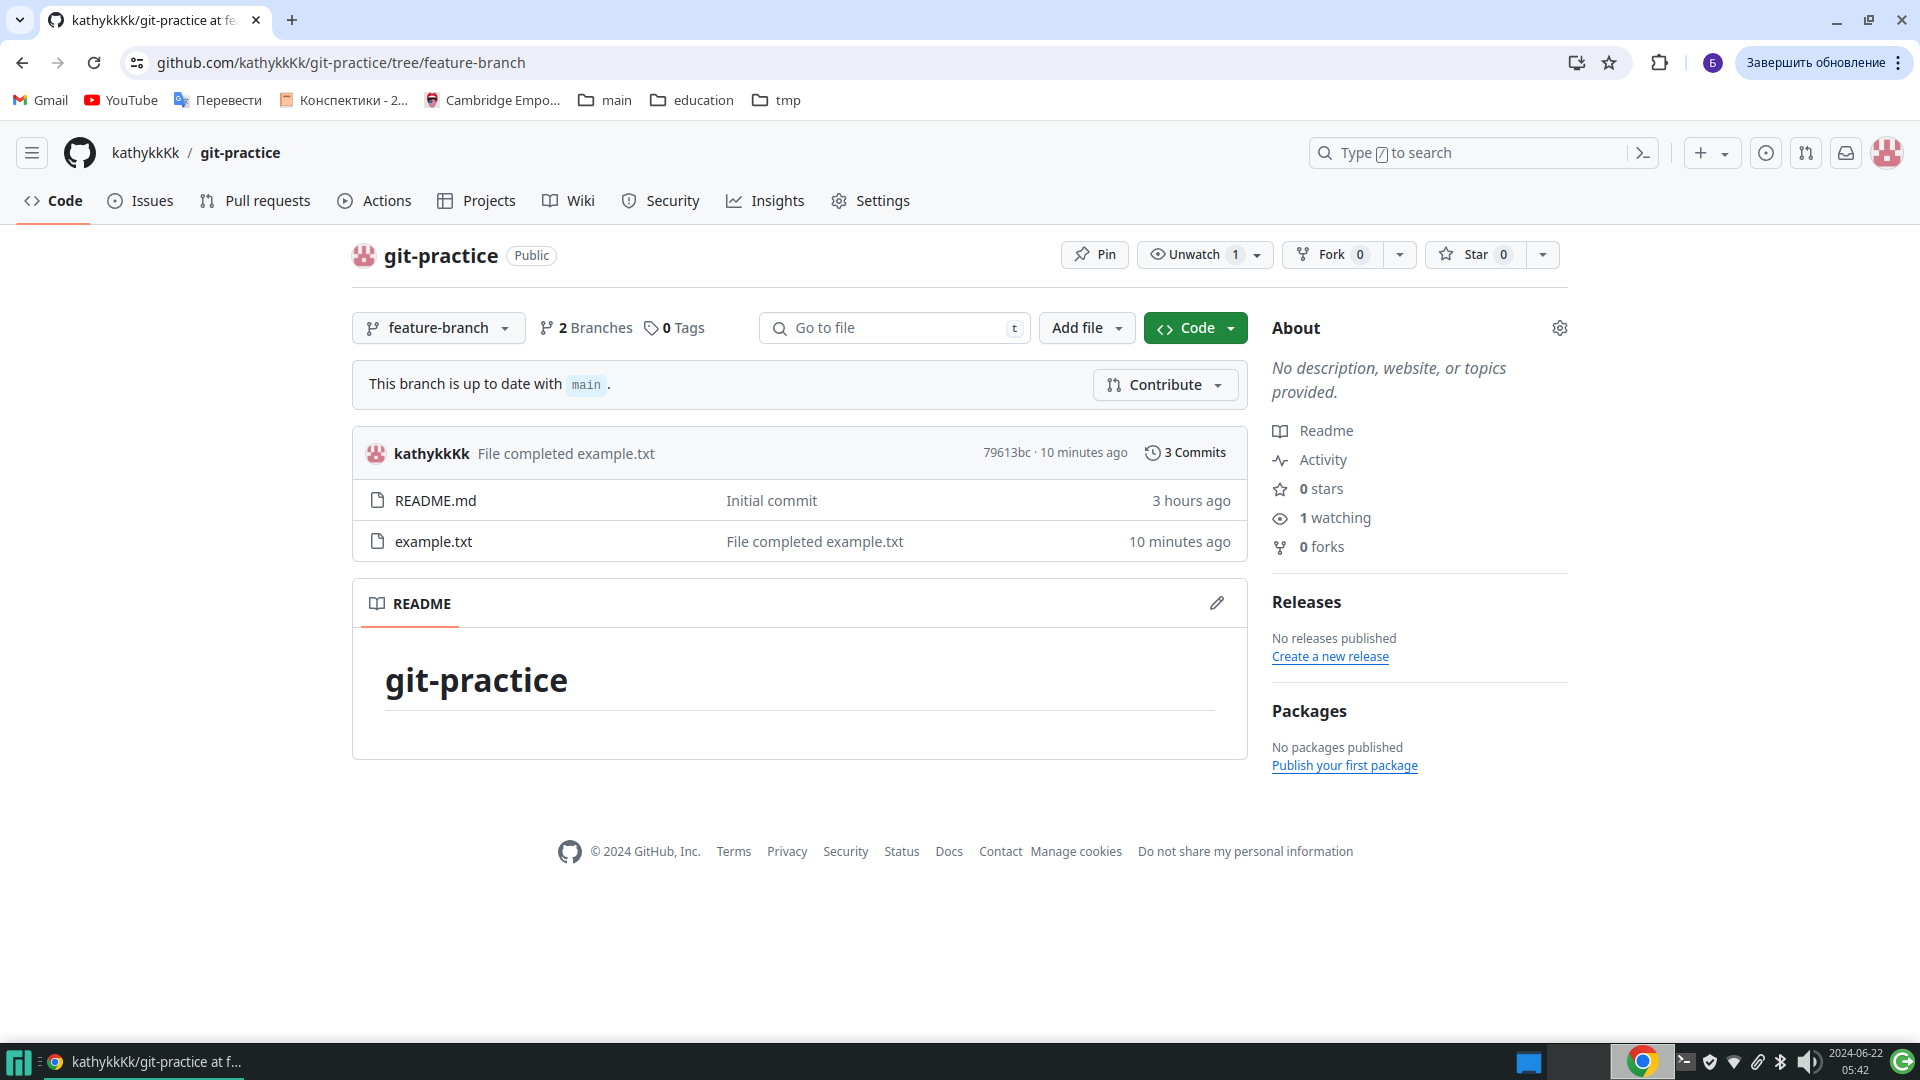 kathykkKk/git-practice at fe
github.com/kathykkKk/git-practice/tree/feature-branch
Б
Завершить обновление
Gmail
YouTube
Перевести
Конспектики - 2...
Cambridge Empo...
main
education
tmp
kathykkKk / git-practice
Type / to search
Code
Issues
Pull requests
Actions
Projects
Wiki
Security
Insights
Settings
git-practice
Public
Pin
Unwatch 1
Fork 0
Star 0
feature-branch
2 Branches
0 Tags
Go to file
t
Add file
Code
This branch is up to date with main.
Contribute
kathykkKk File completed example.txt
79613bc · 10 minutes ago
3 Commits
README.md Initial commit 3 hours ago
example.txt File completed example.txt 10 minutes ago
README
git-practice
About
No description, website, or topics
provided.
Readme
Activity
0 stars
1 watching
0 forks
Releases
No releases published
Create a new release
Packages
No packages published
Publish your first package
© 2024 GitHub, Inc.
Terms
Privacy
Security
Status
Docs
Contact
Manage cookies
Do not share my personal information
kathykkKk/git-practice at f...
2024-06-22
05:42